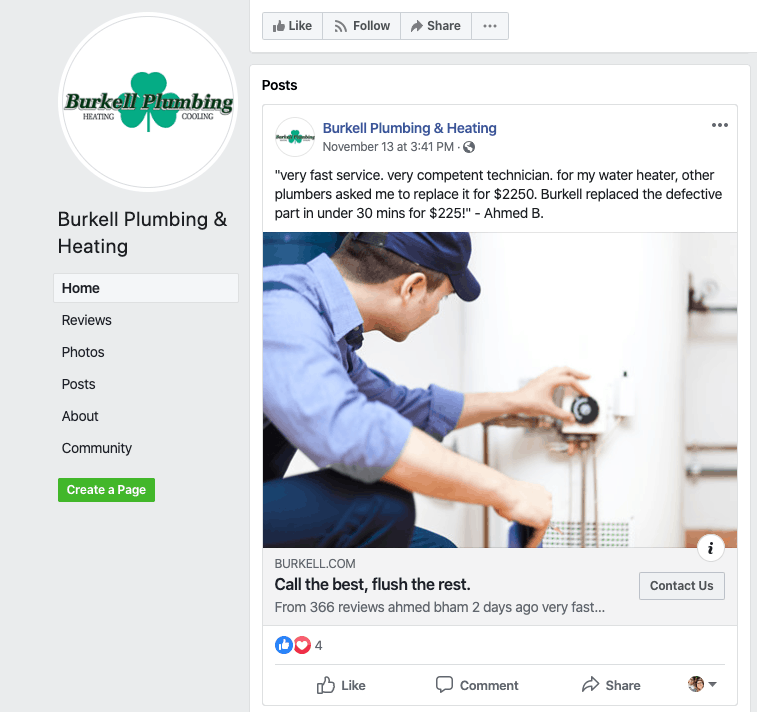 Like Follow Share ...
Burkell Plumbing
HEATING COOLING
Burkell Plumbing &
Heating
Home
Reviews
Photos
Posts
About
Community
Create a Page
Posts
Burkell Plumbing
Burkell Plumbing & Heating
November 13 at 3:41 PM ·
"very fast service. very competent technician. for my water heater, other
plumbers asked me to replace it for $2250. Burkell replaced the defective
part in under 30 mins for $225!" - Ahmed B.
i
BURKELL.COM
Call the best, flush the rest.
From 366 reviews ahmed bham 2 days ago very fast...
Contact Us
4
Like Comment Share